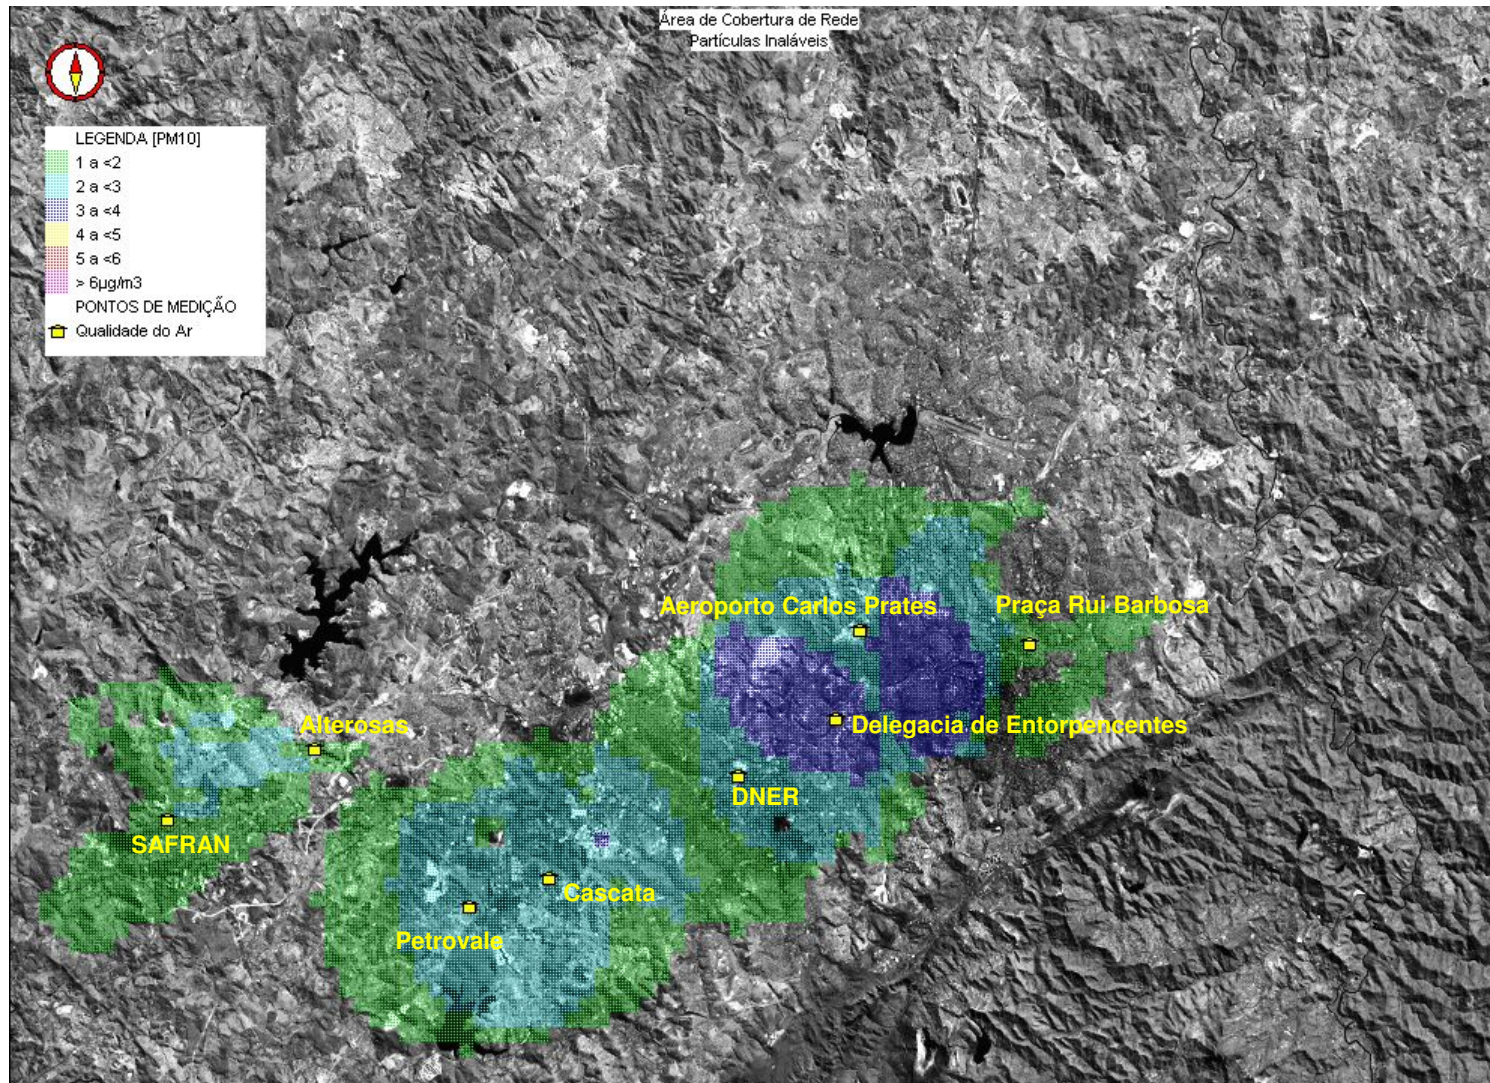 Área de Cobertura de Rede
Partículas Inaláveis
LEGENDA [PM10]
1 a <2
2 a <3
3 a <4
4 a <5
5 a <6
> 6µg/m3
PONTOS DE MEDIÇÃO
Qualidade do Ar
Aeroporto Carlos Prates
Praça Rui Barbosa
Alterosas
Delegacia de Entorpencentes
DNER
SAFRAN
Cascata
Petrovale